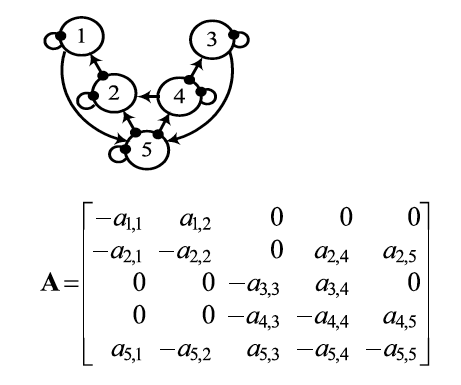 1 3
2 4
5
−a1,1 a1,2 0 0 0
−a2,1 −a2,2 0 a2,4 a2,5
A= 0 0 −a3,3 a3,4 0
0 0 −a4,3 −a4,4 a4,5
a5,1 −a5,2 a5,3 −a5,4 −a5,5